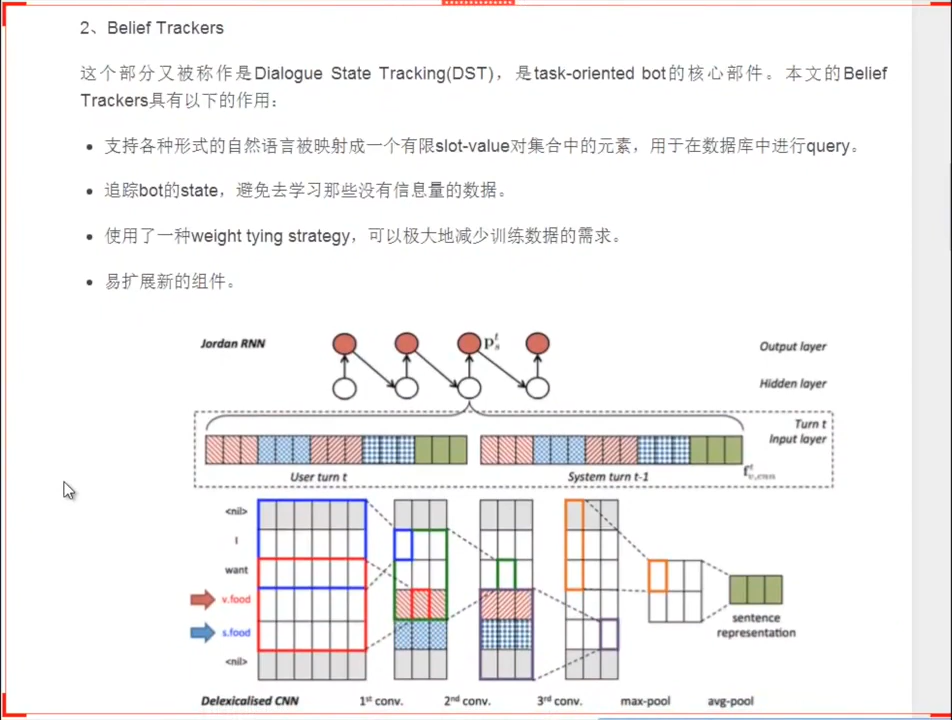 2、Belief Trackers
这个部分又被称作是Dialogue State Tracking(DST)，是task-oriented bot的核心部件。本文的Belief
Trackers具有以下的作用：
支持各种形式的自然语言被映射成一个有限slot-value对集合中的元素，用于在数据库中进行query。
追踪bot的state，避免去学习那些没有信息量的数据。
使用了一种weight tying strategy，可以极大地减少训练数据的需求。
易扩展新的组件。
Jordan RNN
p_s^t
Output layer
Hidden layer
Turn t
Input layer
User turn t
System turn t-1
f_{v,cnn}^t
<nil>
I
want
v.food
s.food
<nil>
sentence
representation
Delexicalised CNN
1st conv.
2nd conv.
3rd conv.
max-pool
avg-pool